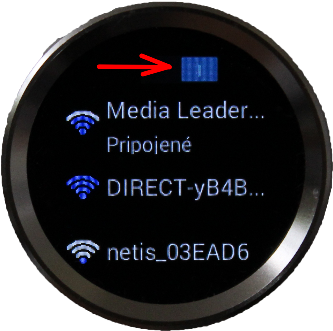 Media Leader...
Pripojené
DIRECT-yB4B...
netis_03EAD6